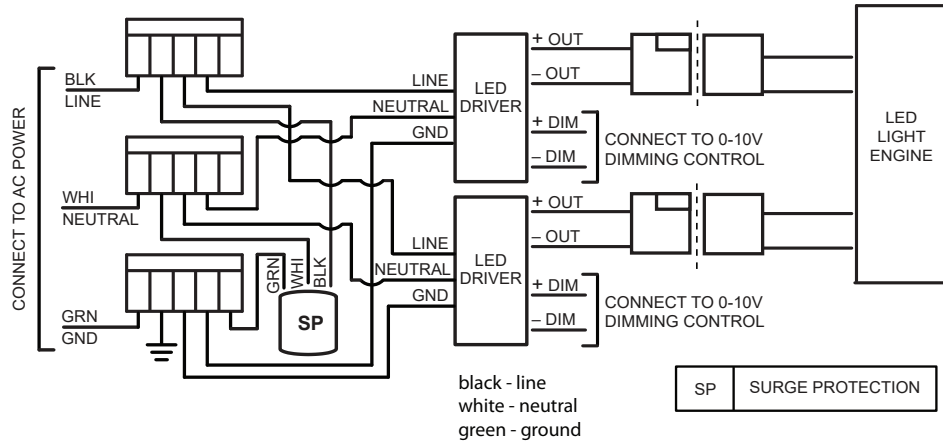 CONNECT TO AC POWER
BLK
LINE
WHI
NEUTRAL
GRN
GND
GRN
WHI
BLK
SP
LINE
NEUTRAL
GND
LED
DRIVER
+ OUT
– OUT
+ DIM
– DIM
CONNECT TO 0-10V
DIMMING CONTROL
LINE
NEUTRAL
GND
LED
DRIVER
+ OUT
– OUT
+ DIM
– DIM
CONNECT TO 0-10V
DIMMING CONTROL
LED
LIGHT
ENGINE
black - line
white - neutral
green - ground
SP SURGE PROTECTION